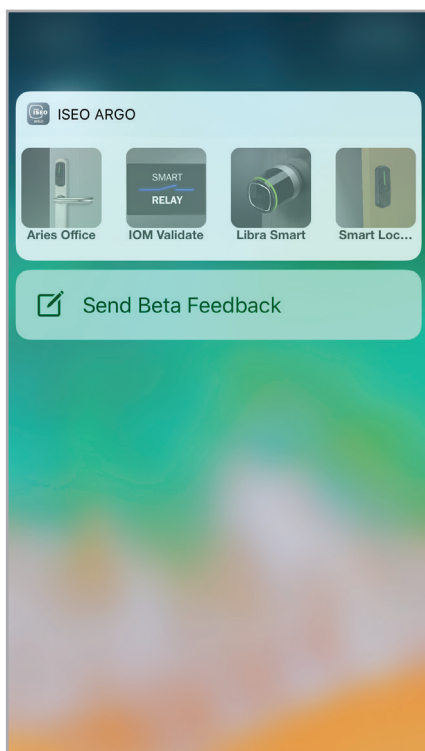 ISEO ARGO
SMART
RELAY
Aries Office
IOM Validate
Libra Smart
Smart Loc...
Send Beta Feedback